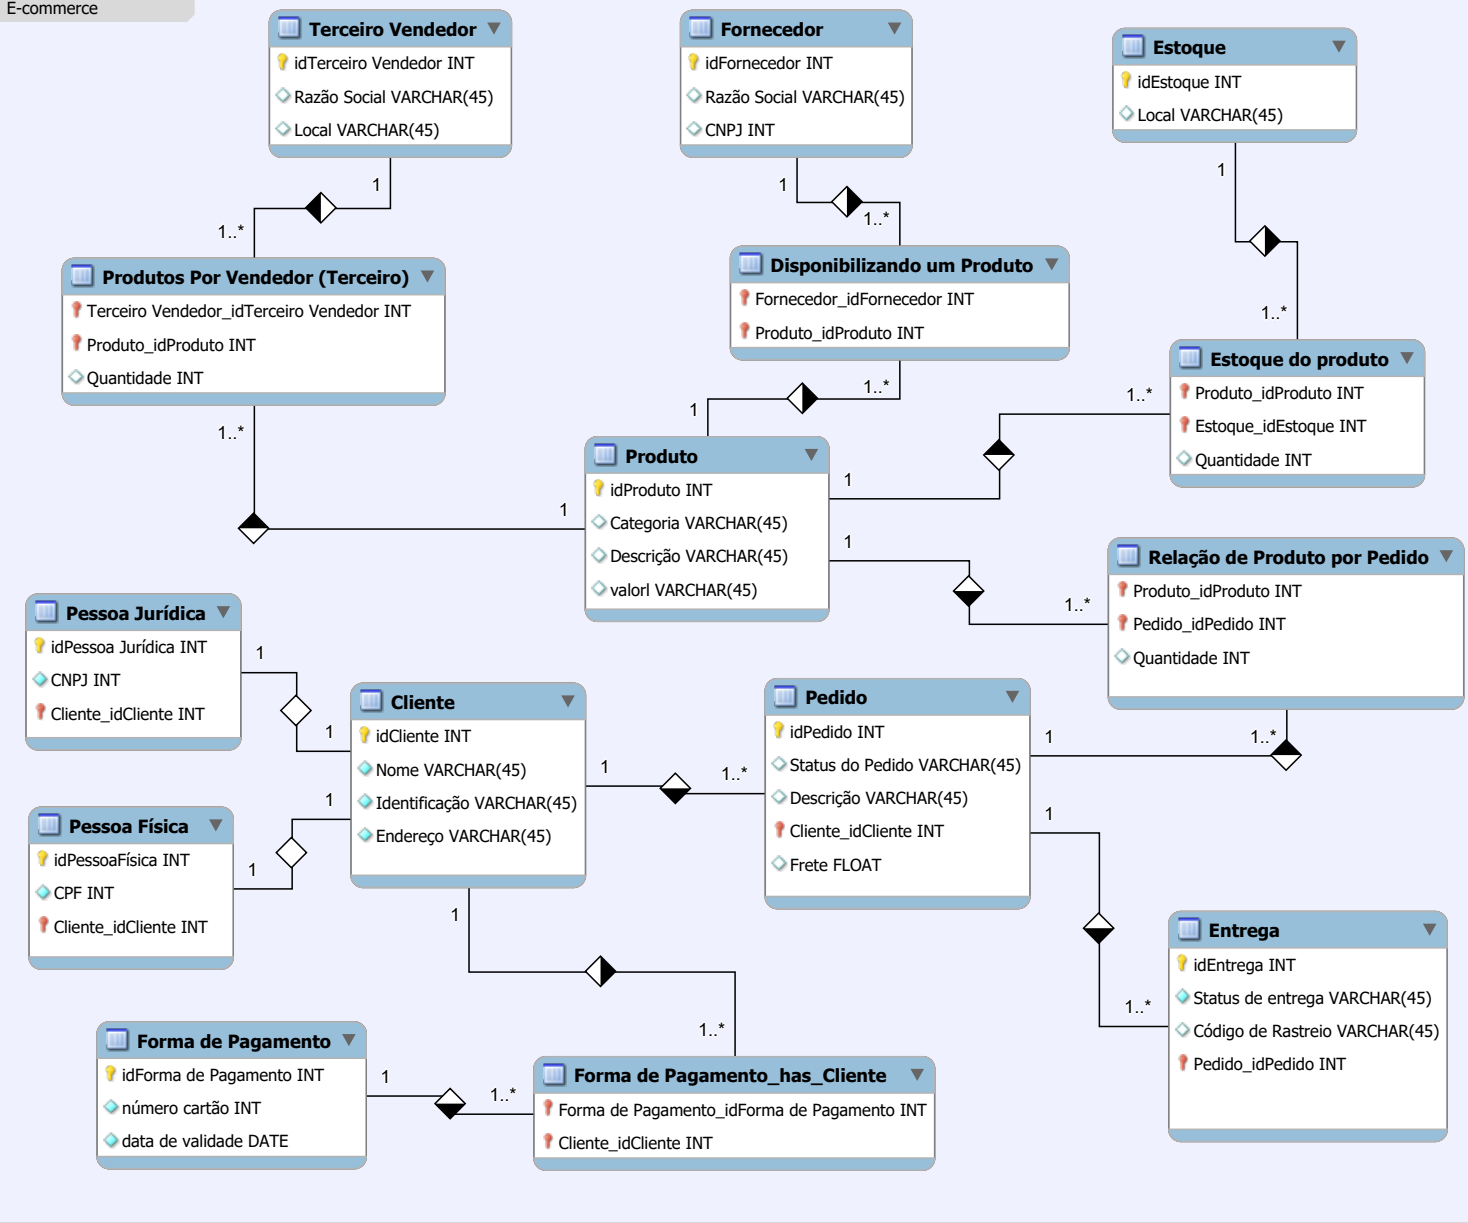 E-commerce
Terceiro Vendedor
idTerceiro Vendedor INT
Razão Social VARCHAR(45)
Local VARCHAR(45)
Fornecedor
idFornecedor INT
Razão Social VARCHAR(45)
CNPJ INT
Estoque
idEstoque INT
Local VARCHAR(45)
1
1..*
1
1..*
1
1..*
Produtos Por Vendedor (Terceiro)
Terceiro Vendedor_idTerceiro Vendedor INT
Produto_idProduto INT
Quantidade INT
Disponibilizando um Produto
Fornecedor_idFornecedor INT
Produto_idProduto INT
Estoque do produto
Produto_idProduto INT
Estoque_idEstoque INT
Quantidade INT
1..*
1
1..*
1
1..*
1
Produto
idProduto INT
Categoria VARCHAR(45)
Descrição VARCHAR(45)
valorl VARCHAR(45)
1
1..*
Relação de Produto por Pedido
Produto_idProduto INT
Pedido_idPedido INT
Quantidade INT
Pessoa Jurídica
idPessoa Jurídica INT
CNPJ INT
Cliente_idCliente INT
1
1
Cliente
idCliente INT
Nome VARCHAR(45)
Identificação VARCHAR(45)
Endereço VARCHAR(45)
1
1..*
Pedido
idPedido INT
Status do Pedido VARCHAR(45)
Descrição VARCHAR(45)
Cliente_idCliente INT
Frete FLOAT
1
1..*
Pessoa Física
idPessoaFísica INT
CPF INT
Cliente_idCliente INT
1
1
1
1..*
1
1..*
Entrega
idEntrega INT
Status de entrega VARCHAR(45)
Código de Rastreio VARCHAR(45)
Pedido_idPedido INT
Forma de Pagamento
idForma de Pagamento INT
número cartão INT
data de validade DATE
1
1..*
Forma de Pagamento_has_Cliente
Forma de Pagamento_idForma de Pagamento INT
Cliente_idCliente INT